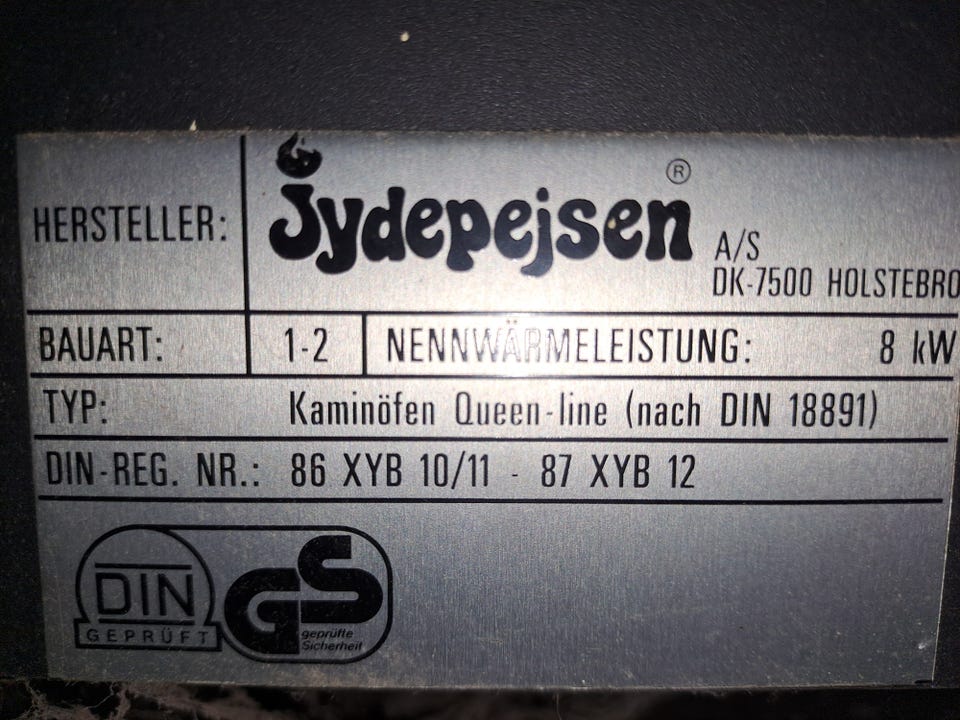 HERSTELLER: Jydepejsen ® A/S
DK-7500 HOLSTEBRO
BAUART: 1-2 NENNWÄRMELEISTUNG: 8 kW
TYP: Kaminöfen Queen-line (nach DIN 18891)
DIN-REG. NR.: 86 XYB 10/11 - 87 XYB 12
DIN
GEPRÜFT
GS
geprüfte
Sicherheit